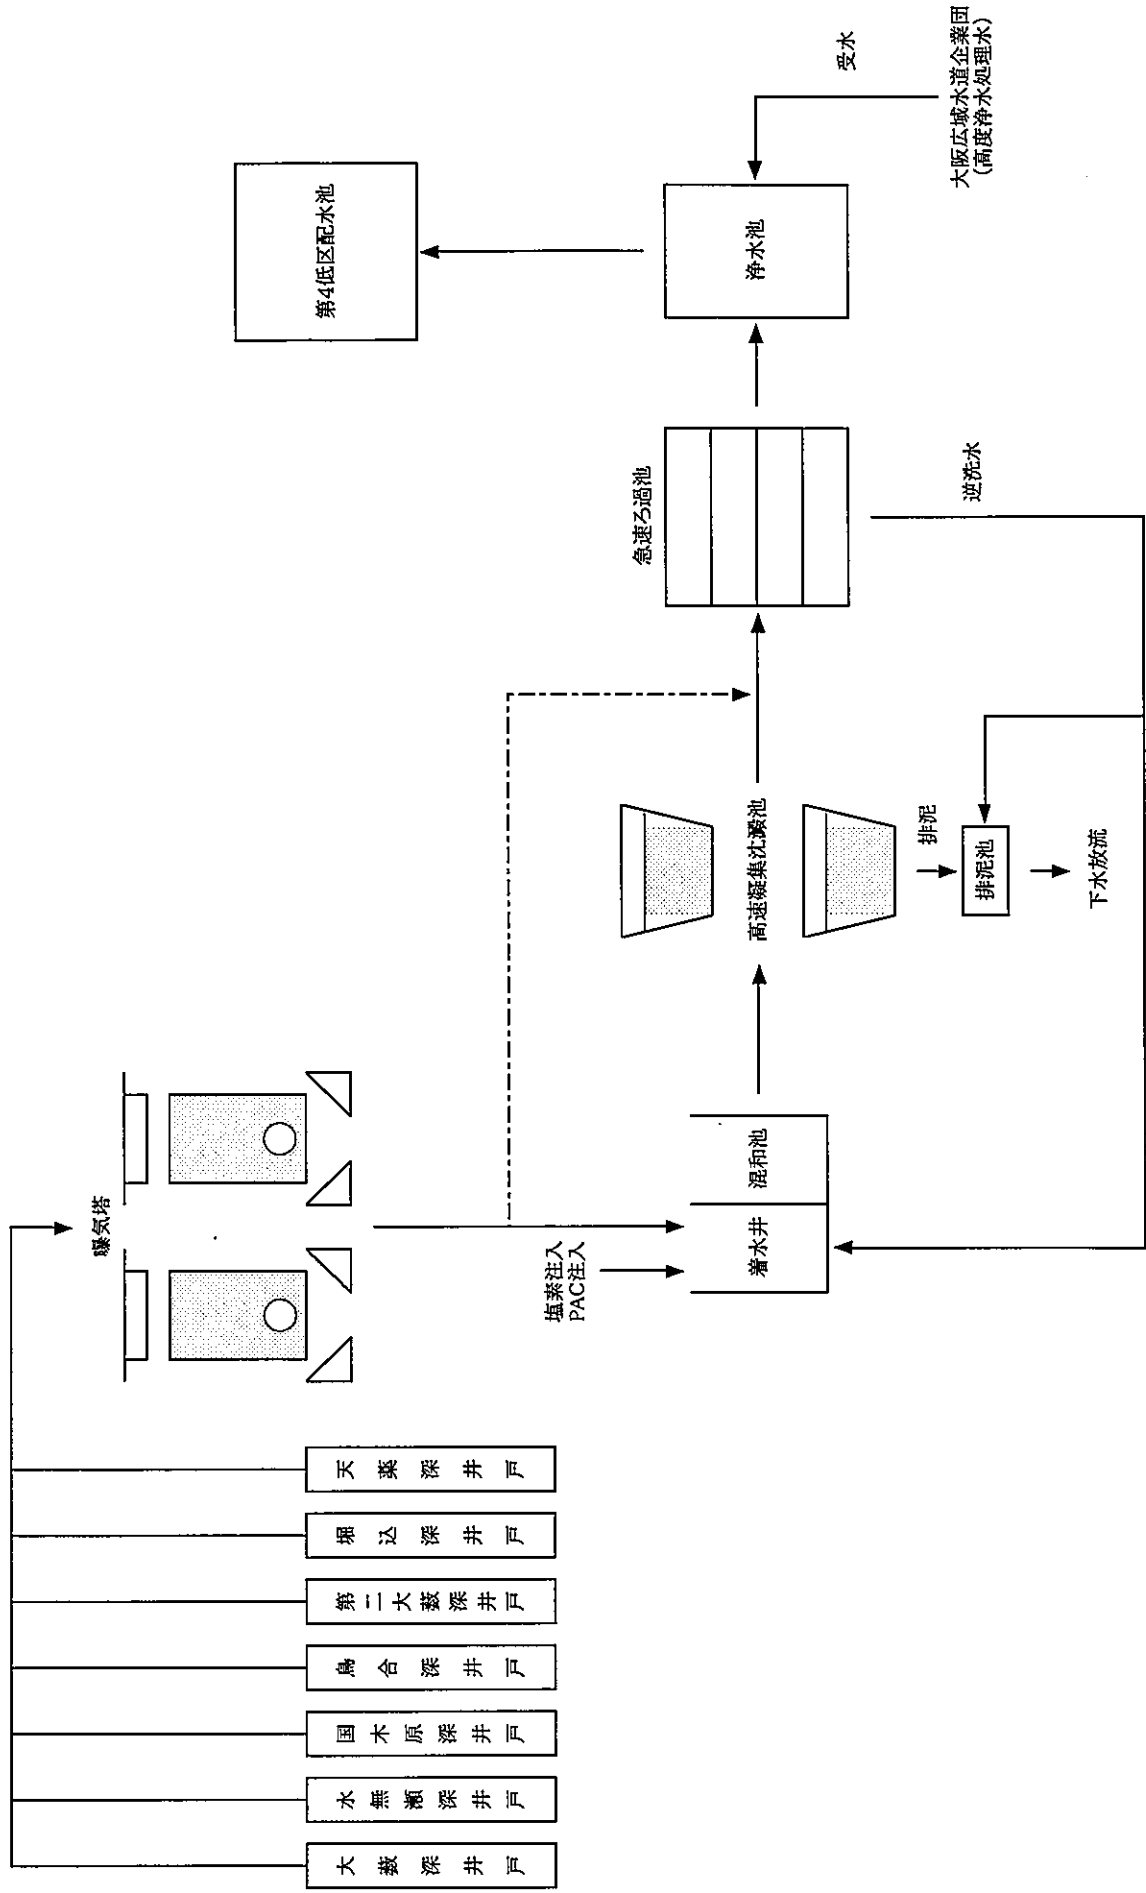 大薮深井戸
水無瀬深井戸
国木原深井戸
鳥合深井戸
第二大薮深井戸
堀込深井戸
天薬深井戸
曝気塔
塩素注入
PAC注入
着水井
混和池
高速凝集沈澱池
排泥
排泥池
下水放流
急速ろ過池
逆洗水
浄水池
第4低区配水池
受水
大阪広域水道企業団
(高度浄水処理水)